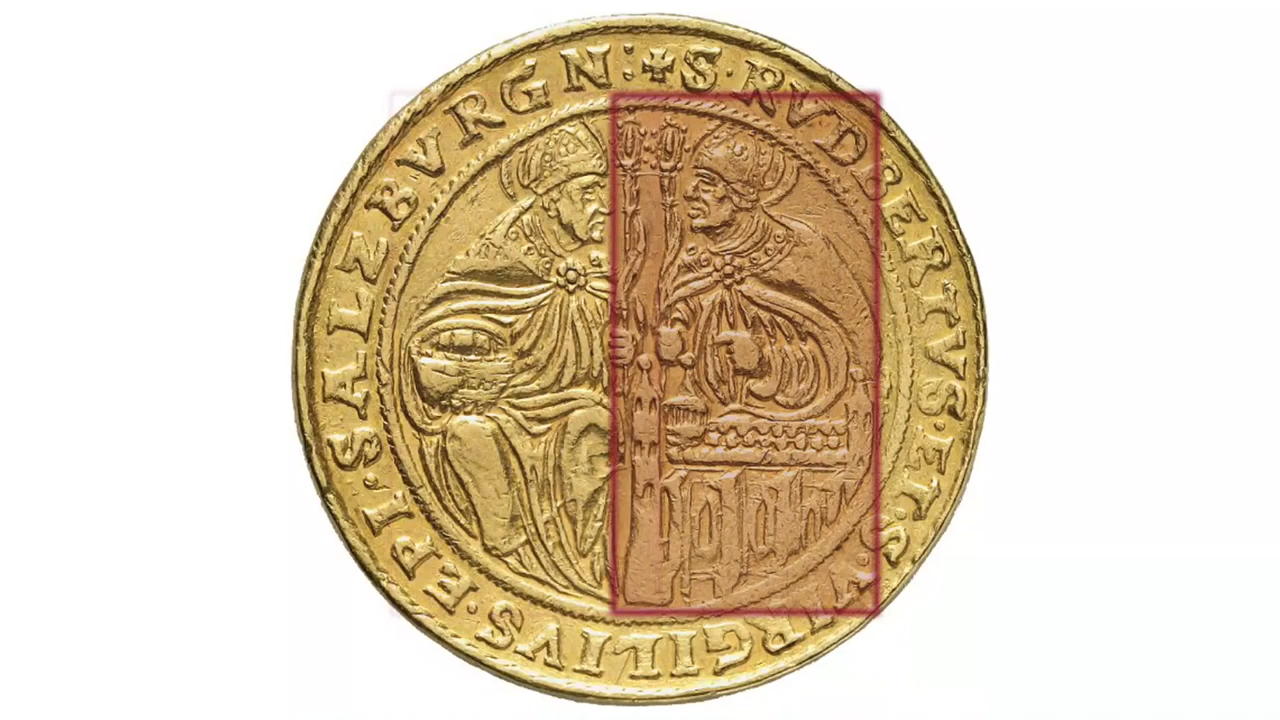 ✠ S · RVDBERTVS · ET · S · VIRGILIVS · EPI · SALZBVRGN :